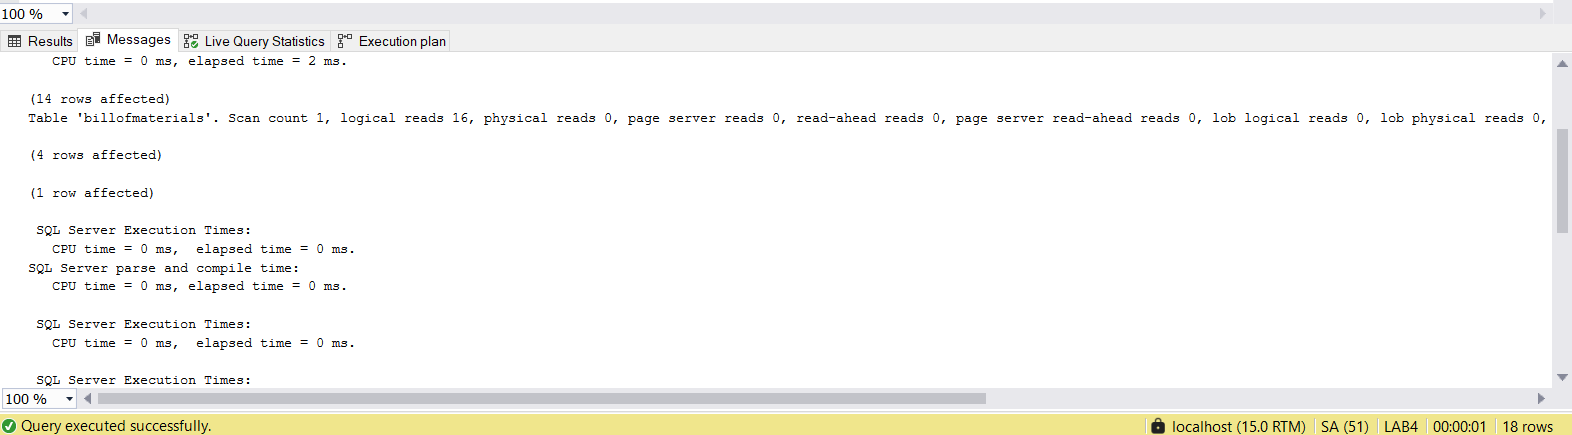 100 %
Results Messages Live Query Statistics Execution plan
CPU time = 0 ms, elapsed time = 2 ms.
(14 rows affected)
Table 'billofmaterials'. Scan count 1, logical reads 16, physical reads 0, page server reads 0, read-ahead reads 0, page server read-ahead reads 0, lob logical reads 0, lob physical reads 0,
(4 rows affected)
(1 row affected)
SQL Server Execution Times:
CPU time = 0 ms,  elapsed time = 0 ms.
SQL Server parse and compile time:
CPU time = 0 ms, elapsed time = 0 ms.
SQL Server Execution Times:
CPU time = 0 ms,  elapsed time = 0 ms.
SQL Server Execution Times:
100 %
Query executed successfully. localhost (15.0 RTM) SA (51) LAB4 00:00:01 18 rows